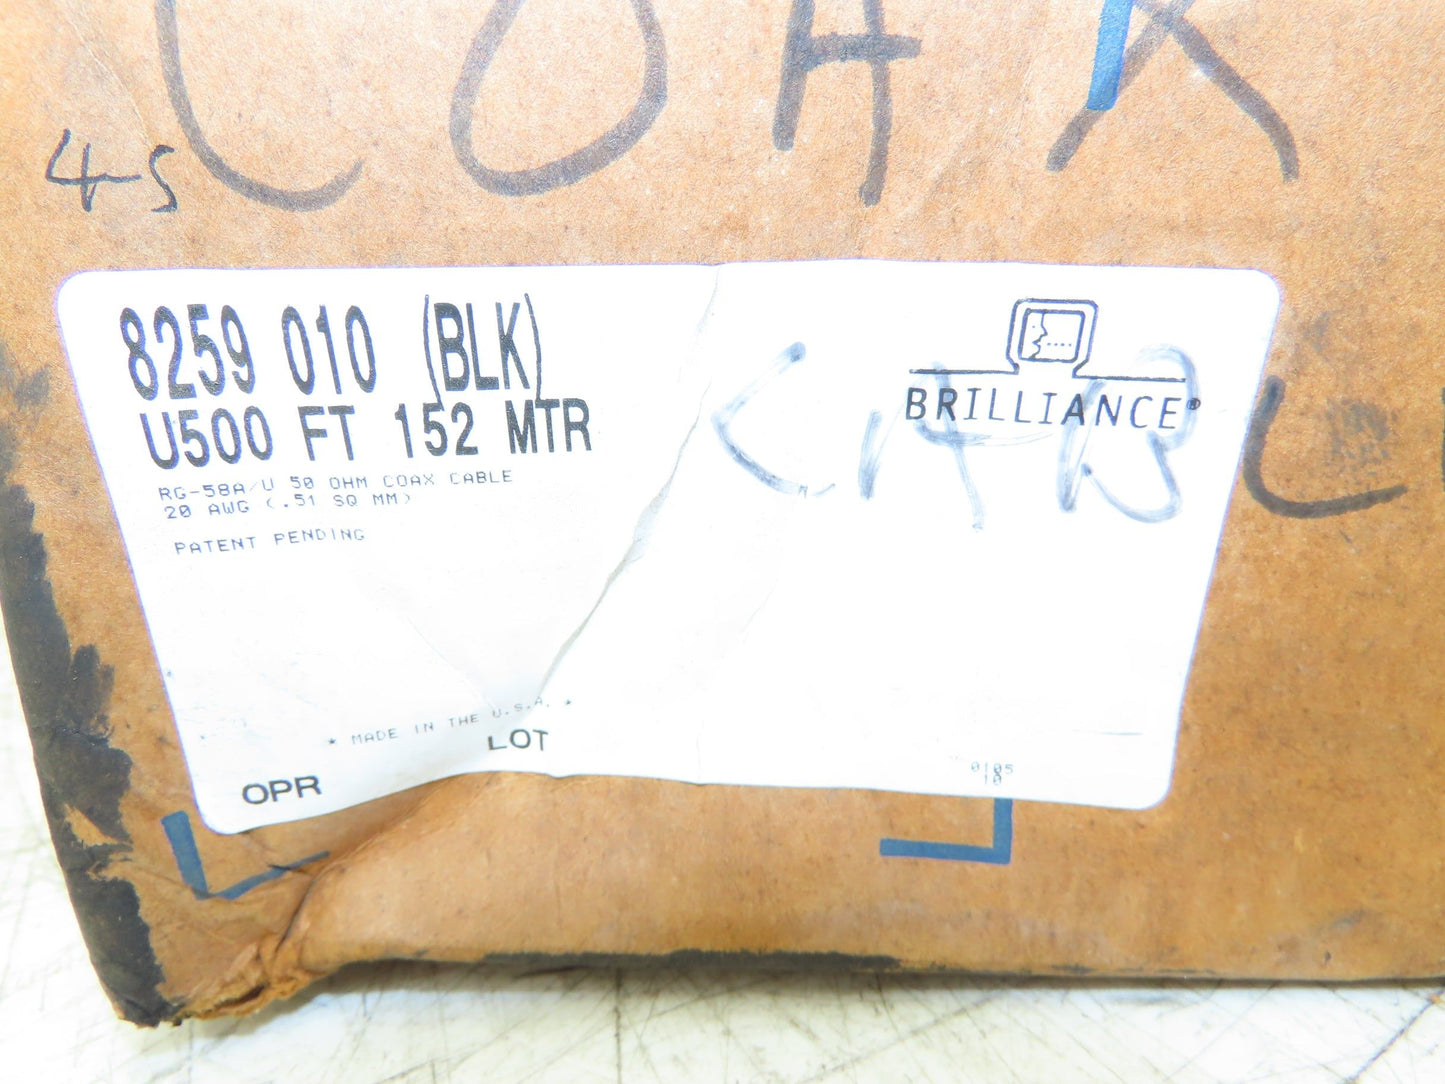 COAX
45
8259 010 (BLK)
U500 FT 152 MTR
RG-58A/U 50 OHM COAX CABLE
20 AWG (.51 SQ MM)
PATENT PENDING
BRILLIANCE®
CABL
* MADE IN THE U.S.A. *
LOT
OPR
0105
10